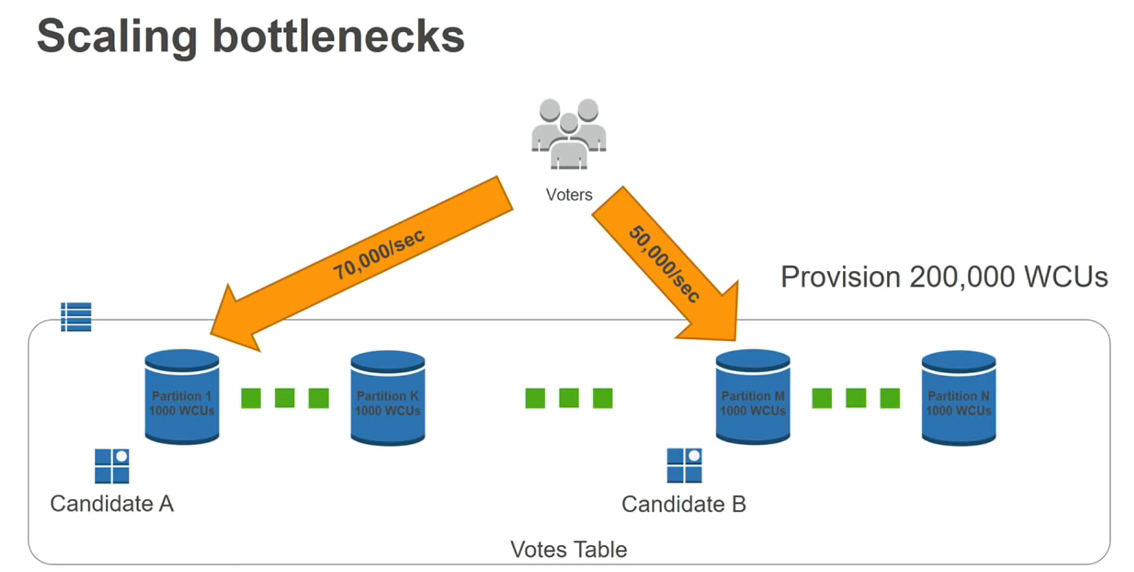 Scaling bottlenecks
Voters
70,000/sec
50,000/sec
Provision 200,000 WCUs
Partition 1
1000 WCUs
Partition K
1000 WCUs
Partition M
1000 WCUs
Partition N
1000 WCUs
Candidate A
Candidate B
Votes Table